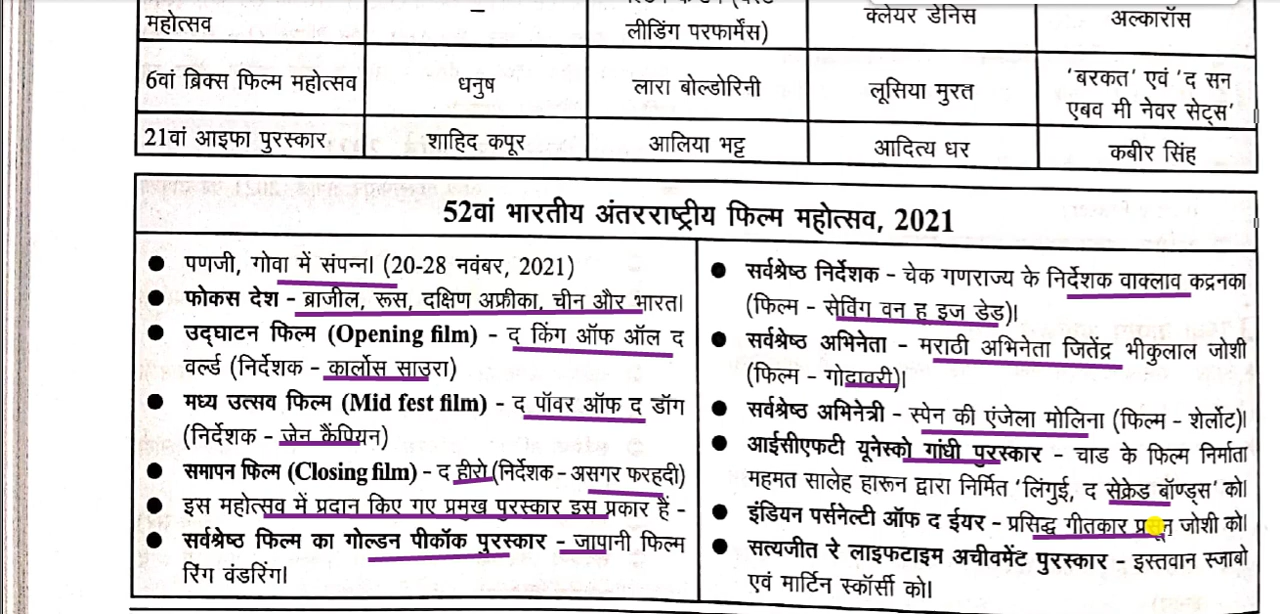 महोत्सव – लीडिंग परफार्मेंस) क्लेयर डेनिस अल्कारॉस
6वां ब्रिक्स फिल्म महोत्सव धनुष लारा बोल्डोरिनी लूसिया मुरत 'बरकत' एवं 'द सन
एबव मी नेवर सेट्स'
21वां आइफा पुरस्कार शाहिद कपूर आलिया भट्ट आदित्य धर कबीर सिंह
52वां भारतीय अंतरराष्ट्रीय फिल्म महोत्सव, 2021
● पणजी, गोवा में संपन्न। (20-28 नवंबर, 2021)
● फोकस देश - ब्राजील, रूस, दक्षिण अफ्रीका, चीन और भारत।
● उद्घाटन फिल्म (Opening film) - द किंग ऑफ ऑल द
वर्ल्ड (निर्देशक - कार्लोस साउरा)
● मध्य उत्सव फिल्म (Mid fest film) - द पॉवर ऑफ द डॉग
(निर्देशक - जेन कैंपियन)
● समापन फिल्म (Closing film) - द हीरो (निर्देशक - असगर फरहदी)
● इस महोत्सव में प्रदान किए गए प्रमुख पुरस्कार इस प्रकार हैं -
● सर्वश्रेष्ठ फिल्म का गोल्डन पीकॉक पुरस्कार - जापानी फिल्म
रिंग वंडरिंग।
● सर्वश्रेष्ठ निर्देशक - चेक गणराज्य के निर्देशक वाक्लाव कद्रनका
(फिल्म - सेविंग वन हू इज डेड)।
● सर्वश्रेष्ठ अभिनेता - मराठी अभिनेता जितेंद्र भीकुलाल जोशी
(फिल्म - गोदावरी)।
● सर्वश्रेष्ठ अभिनेत्री - स्पेन की एंजेला मोलिना (फिल्म - शेर्लोट)।
● आईसीएफटी यूनेस्को गांधी पुरस्कार - चाड के फिल्म निर्माता
महमत सालेह हारून द्वारा निर्मित 'लिंगुई, द सेक्रेड बॉण्ड्स' को।
● इंडियन पर्सनेल्टी ऑफ द ईयर - प्रसिद्ध गीतकार जोशी को।
● सत्यजीत रे लाइफटाइम अचीवमेंट पुरस्कार - इस्तवान स्जाबो
एवं मार्टिन स्कॉर्सी को।